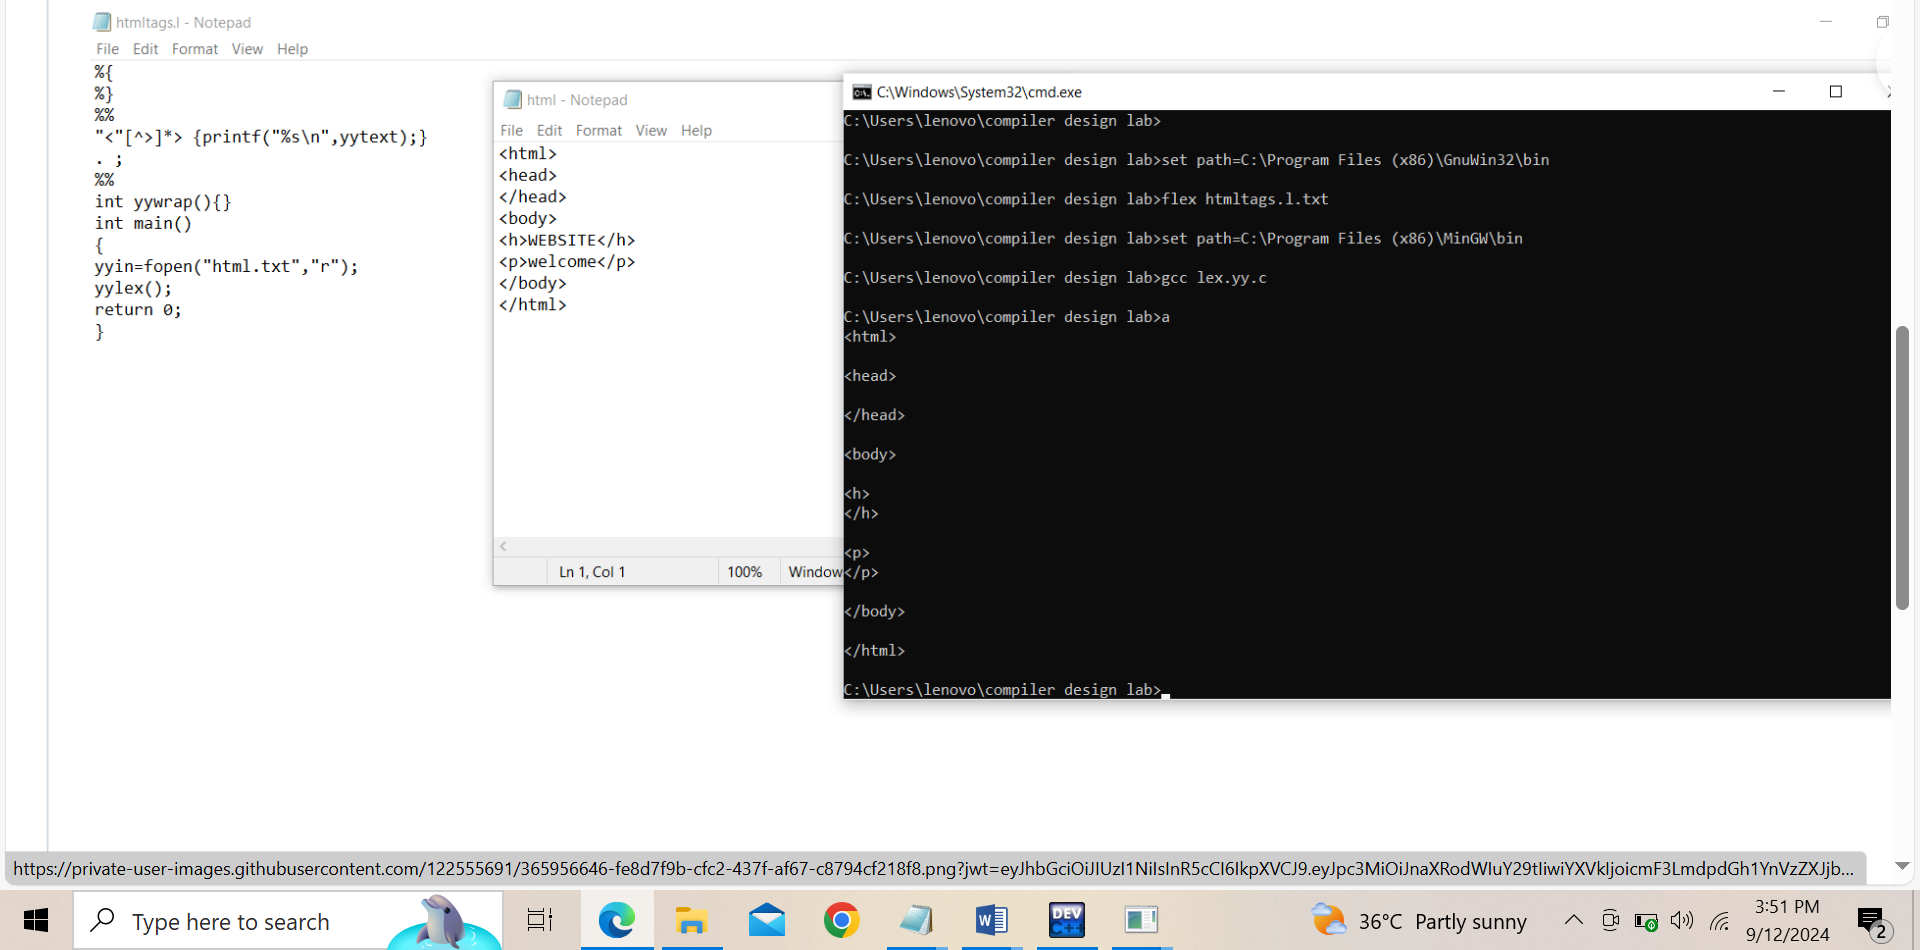 htmltags.l - Notepad
File Edit Format View Help
%{
%}
%%
"<"[^>]*> {printf("%s\n",yytext);}
. ;
%%
int yywrap(){}
int main()
{
yyin=fopen("html.txt","r");
yylex();
return 0;
}
html - Notepad
File Edit Format View Help
<html>
<head>
</head>
<body>
<h>WEBSITE</h>
<p>welcome</p>
</body>
</html>
Ln 1, Col 1 100% Window
C:\Windows\System32\cmd.exe
C:\Users\lenovo\compiler design lab>
C:\Users\lenovo\compiler design lab>set path=C:\Program Files (x86)\GnuWin32\bin
C:\Users\lenovo\compiler design lab>flex htmltags.l.txt
C:\Users\lenovo\compiler design lab>set path=C:\Program Files (x86)\MinGW\bin
C:\Users\lenovo\compiler design lab>gcc lex.yy.c
C:\Users\lenovo\compiler design lab>a
<html>
<head>
</head>
<body>
<h>
</h>
<p>
</p>
</body>
</html>
C:\Users\lenovo\compiler design lab>
https://private-user-images.githubusercontent.com/122555691/365956646-fe8d7f9b-cfc2-437f-af67-c8794cf218f8.png?jwt=eyJhbGciOiJIUzI1NiIsInR5cCI6IkpXVCJ9.eyJpc3MiOiJnaXRodWIuY29tIiwiYXVkIjoicmF3LmdpdGh1YnVzZXJjb...
Type here to search
DEV C++
36°C Partly sunny
3:51 PM
9/12/2024
2